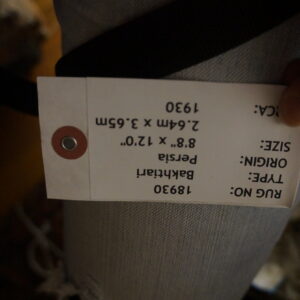 RUG NO: 18930
TYPE: Bakhtiari
ORIGIN: Persia
SIZE: 8'8" x 12'0"
2.64m x 3.65m
CA: 1930